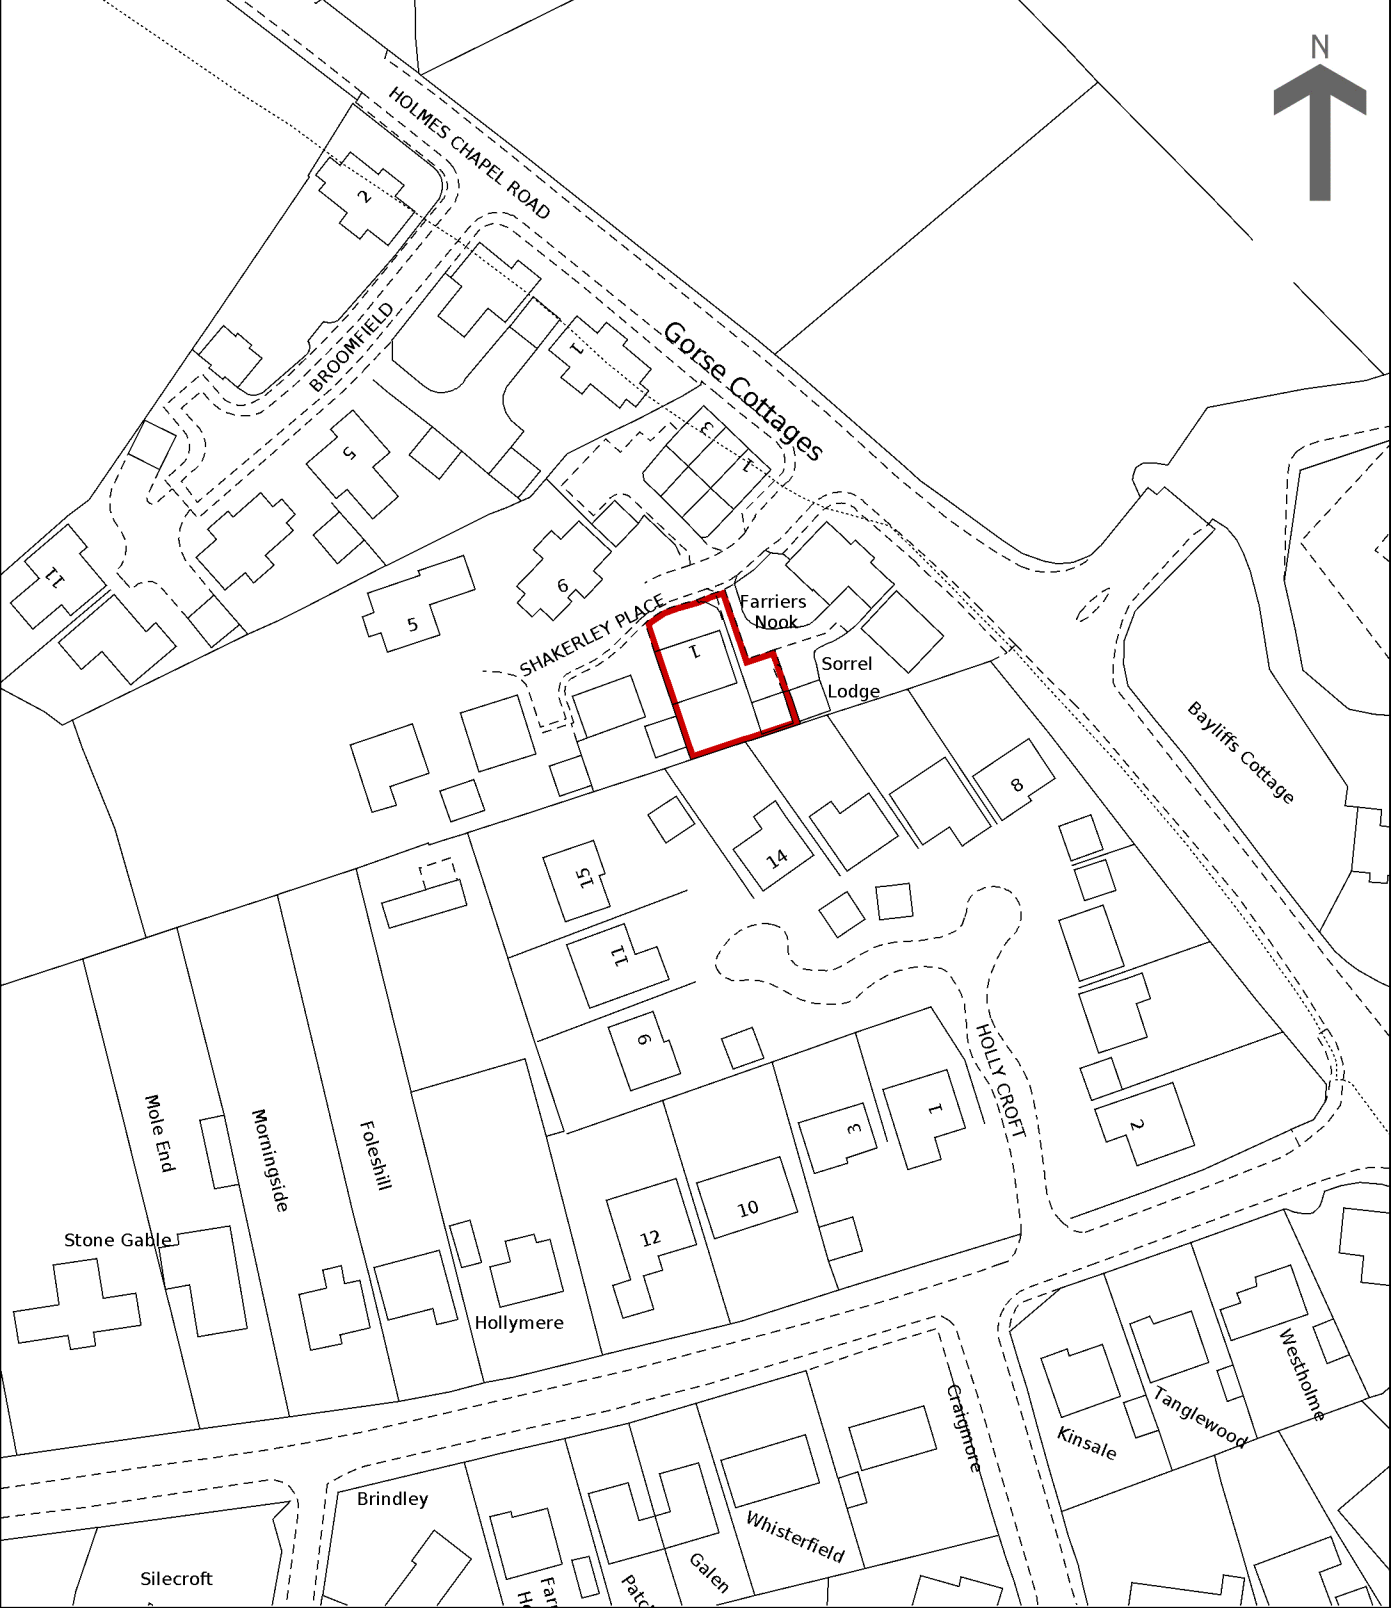 N
HOLMES CHAPEL ROAD
2
BROOMFIELD
1
Gorse Cottages
3
1
5
11
6
5
SHAKERLEY PLACE
1
Farriers
Nook
Sorrel
Lodge
Bayliffs Cottage
8
14
15
11
9
HOLLY CROFT
1
3
2
Mole End
Morningside
Foleshill
Stone Gable
10
12
Hollymere
Craigmore
Westholme
Tanglewood
Kinsale
Brindley
Whisterfield
Galen
Silecroft